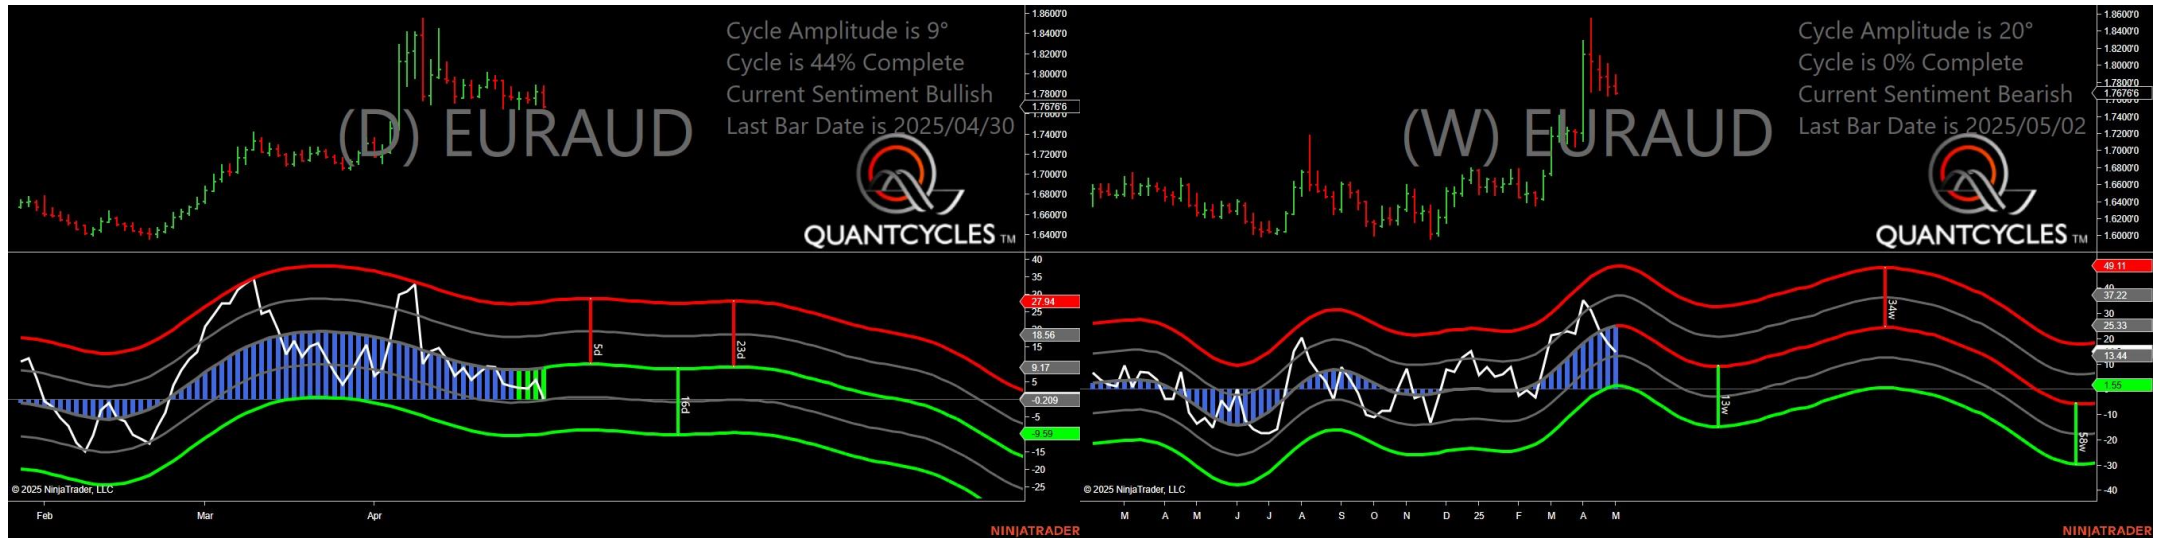 Cycle Amplitude is 9°
Cycle is 44% Complete
Current Sentiment Bullish
Last Bar Date is 2025/04/30
(D) EURAUD
QUANTCYCLES TM
1.8600'0
1.8400'0
1.8200'0
1.8000'0
1.7800'0
1.7676'6
1.7400'0
1.7200'0
1.7000'0
1.6800'0
1.6600'0
1.6400'0
40
35
27.94
25
18.56
15
9.17
5
-0.209
-5
-9.59
-15
-20
-25
5d
23d
16d
© 2025 NinjaTrader, LLC
Feb Mar Apr
NINJATRADER
Cycle Amplitude is 20°
Cycle is 0% Complete
Current Sentiment Bearish
Last Bar Date is 2025/05/02
(W) EURAUD
QUANTCYCLES TM
1.8600'0
1.8400'0
1.8200'0
1.8000'0
1.7800'0
1.7676'6
1.7400'0
1.7200'0
1.7000'0
1.6800'0
1.6600'0
1.6400'0
1.6200'0
1.6000'0
49.11
37.22
30
25.33
20
13.44
10
1.55
-10
-20
-30
-40
34w
13w
58w
© 2025 NinjaTrader, LLC
M A M J J A S O N D 25 F M A M
NINJATRADER